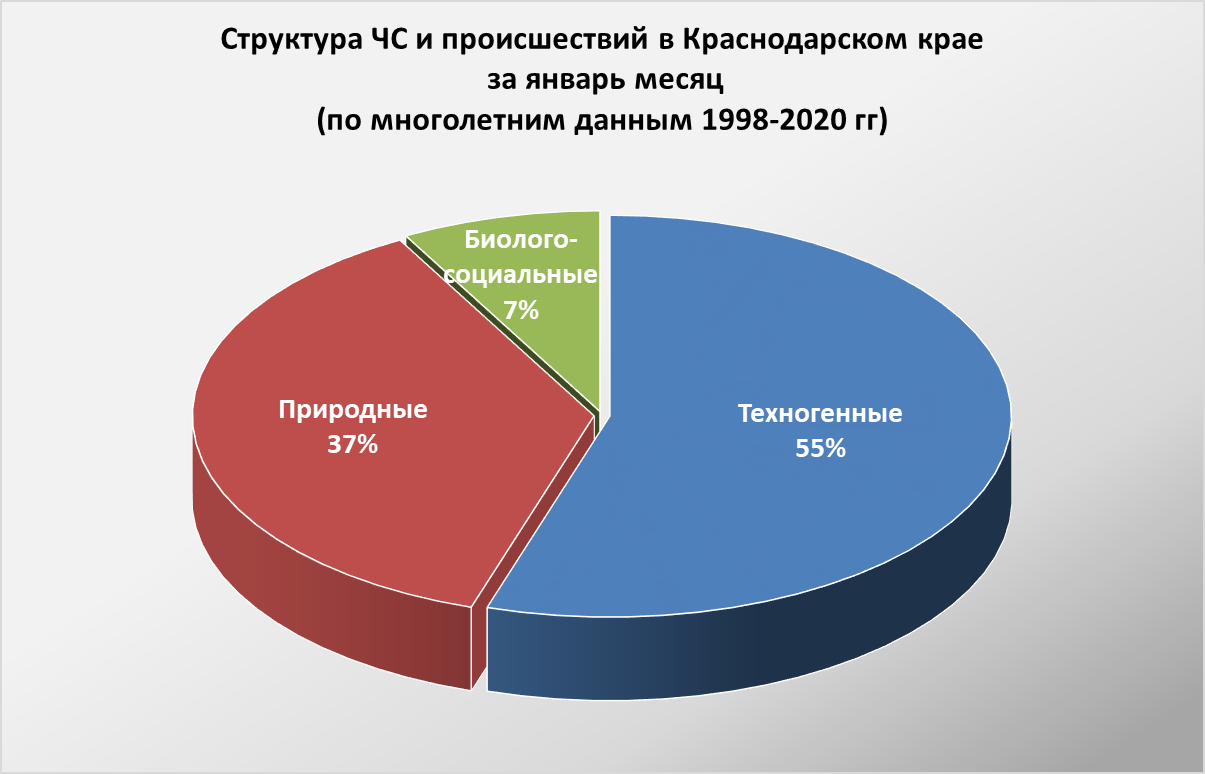 Структура ЧС и происшествий в Краснодарском крае
за январь месяц
(по многолетним данным 1998-2020 гг)
Биолого-
социальные
7%
Природные
37%
Техногенные
55%